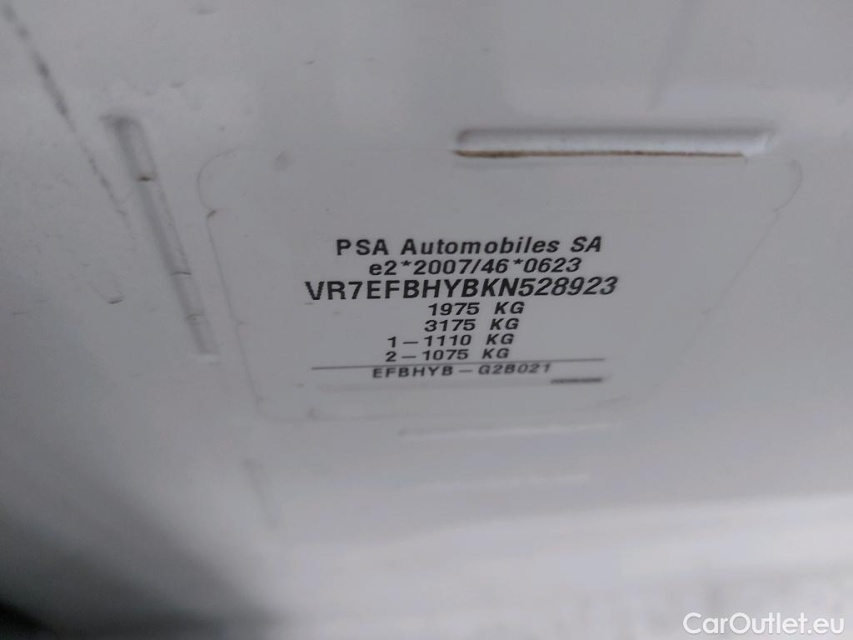 PSA Automobiles SA
e2*2007/46*0623
VR7EFBHYBKN528923
1975 KG
3175 KG
1-1110 KG
2-1075 KG
EFBHYB-G2B021
CarOutlet.eu